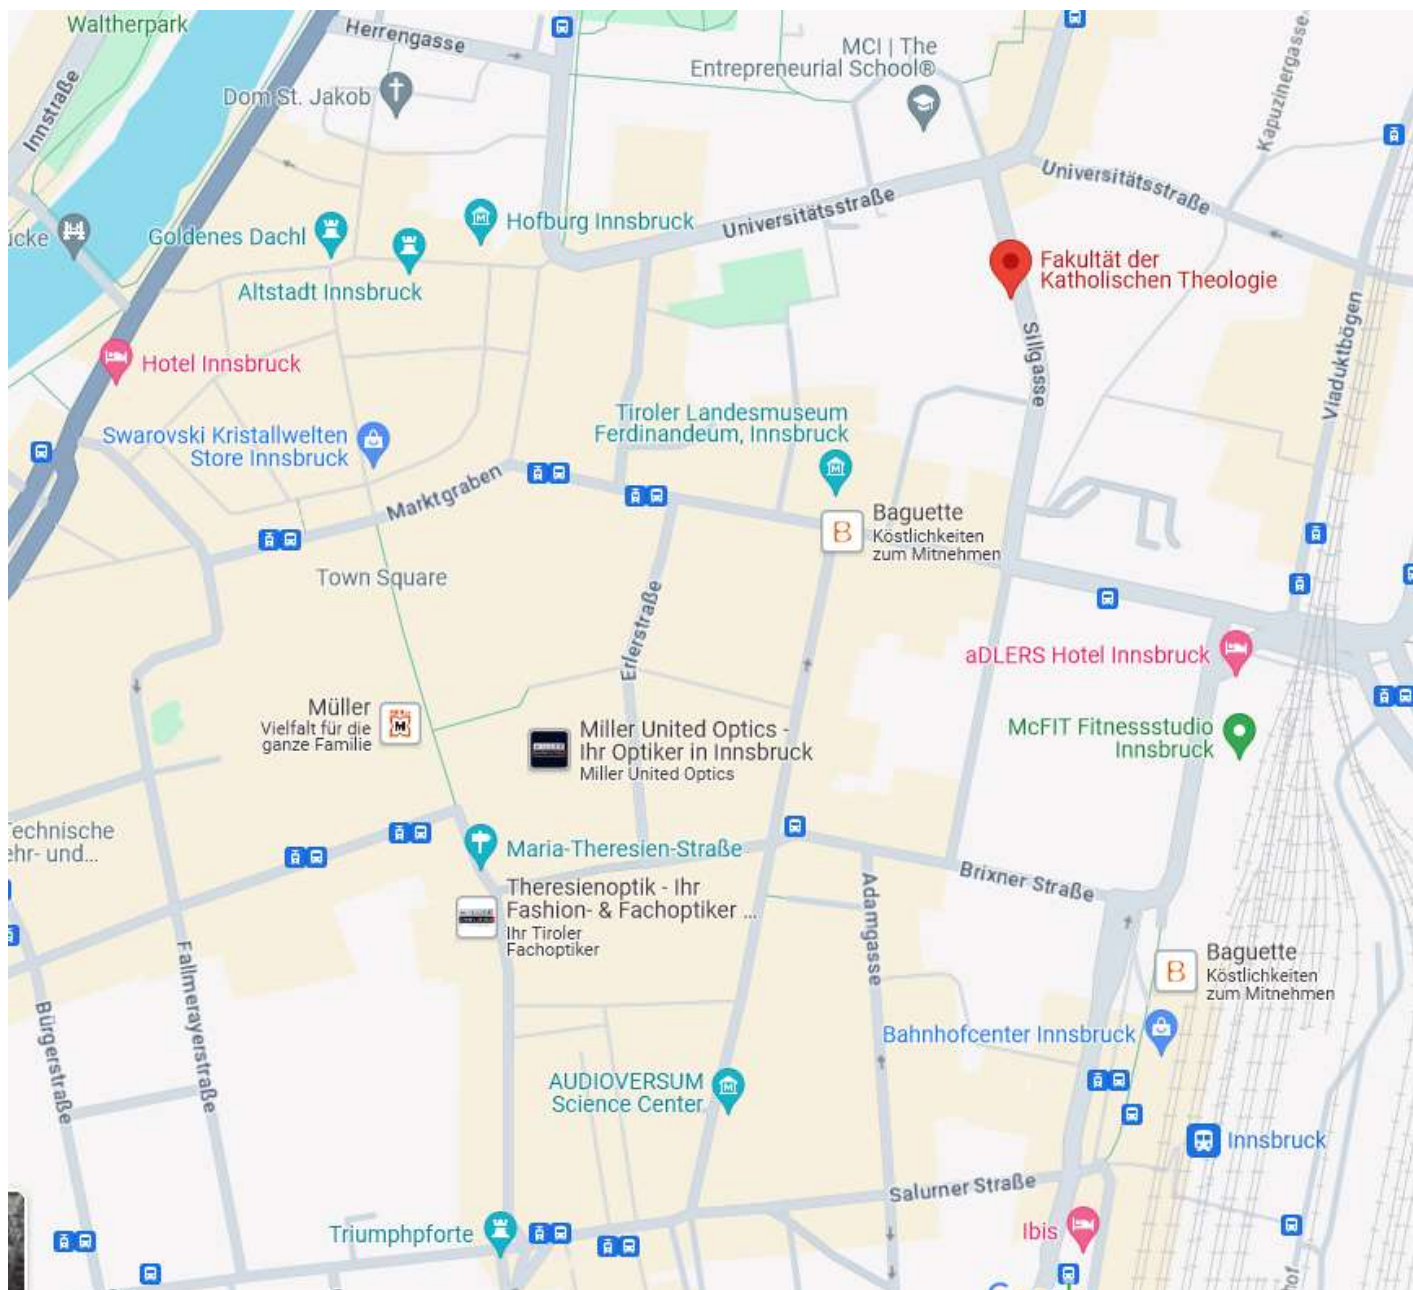 Waltherpark
Herrengasse
MCI | The
Entrepreneurial School®
Innstraße
Dom St. Jakob
Kapuzinergasse
Universitätsstraße
Universitätsstraße
Hofburg Innsbruck
Goldenes Dachl
Altstadt Innsbruck
Fakultät der
Katholischen Theologie
Sillgasse
Viaduktbögen
Hotel Innsbruck
Tiroler Landesmuseum
Ferdinandeum, Innsbruck
Swarovski Kristallwelten
Store Innsbruck
Marktgraben
B
Baguette
Köstlichkeiten
zum Mitnehmen
Town Square
Erlerstraße
aDLERS Hotel Innsbruck
Müller
Vielfalt für die
ganze Familie
Miller United Optics -
Ihr Optiker in Innsbruck
Miller United Optics
McFIT Fitnessstudio
Innsbruck
Maria-Theresien-Straße
Brixner Straße
Theresienoptik - Ihr
Fashion- & Fachoptiker ...
Ihr Tiroler
Fachoptiker
Adamgasse
Fallmerayerstraße
Bürgerstraße
B
Baguette
Köstlichkeiten
zum Mitnehmen
Bahnhofcenter Innsbruck
AUDIOVERSUM
Science Center
Innsbruck
Salurner Straße
Triumphpforte
Ibis